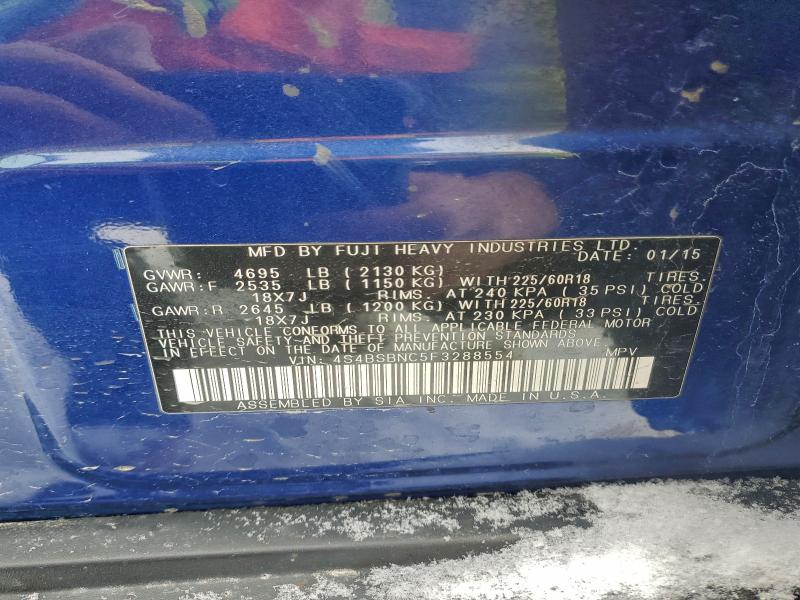 MFD BY FUJI HEAVY INDUSTRIES LTD.
DATE: 01/15
GVWR: 4695 LB ( 2130 KG)
GAWR:F 2535 LB ( 1150 KG) WITH 225/60R18 TIRES.
18X7J RIMS. AT 240 KPA ( 35 PSI) COLD
GAWR:R 2645 LB ( 1200 KG) WITH 225/60R18 TIRES.
18X7J RIMS. AT 230 KPA ( 33 PSI) COLD
THIS VEHICLE CONFORMS TO ALL APPLICABLE FEDERAL MOTOR
VEHICLE SAFETY AND THEFT PREVENTION STANDARDS
IN EFFECT ON THE DATE OF MANUFACTURE SHOWN ABOVE.
VIN: 4S4BSBNC5F3288554 MPV
ASSEMBLED BY SIA INC. MADE IN U.S.A.